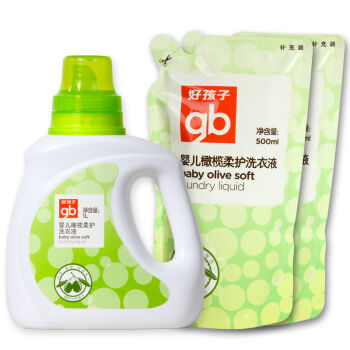 好孩子
gb
净含量:
1L
婴儿橄榄柔护
洗衣液
baby olive soft
laundry liquid
补充装
好孩子
gb
净含量:
500ml
婴儿橄榄柔护洗衣液
baby olive soft
laundry liquid
补充装